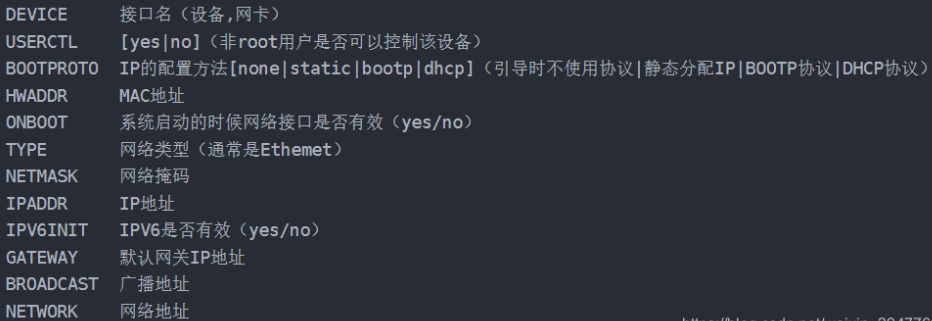 DEVICE 接口名（设备,网卡）
USERCTL [yes|no]（非root用户是否可以控制该设备）
BOOTPROTO IP的配置方法[none|static|bootp|dhcp]（引导时不使用协议|静态分配IP|BOOTP协议|DHCP协议）
HWADDR MAC地址
ONBOOT 系统启动的时候网络接口是否有效（yes/no）
TYPE 网络类型（通常是Ethemet）
NETMASK 网络掩码
IPADDR IP地址
IPV6INIT IPV6是否有效（yes/no）
GATEWAY 默认网关IP地址
BROADCAST 广播地址
NETWORK 网络地址